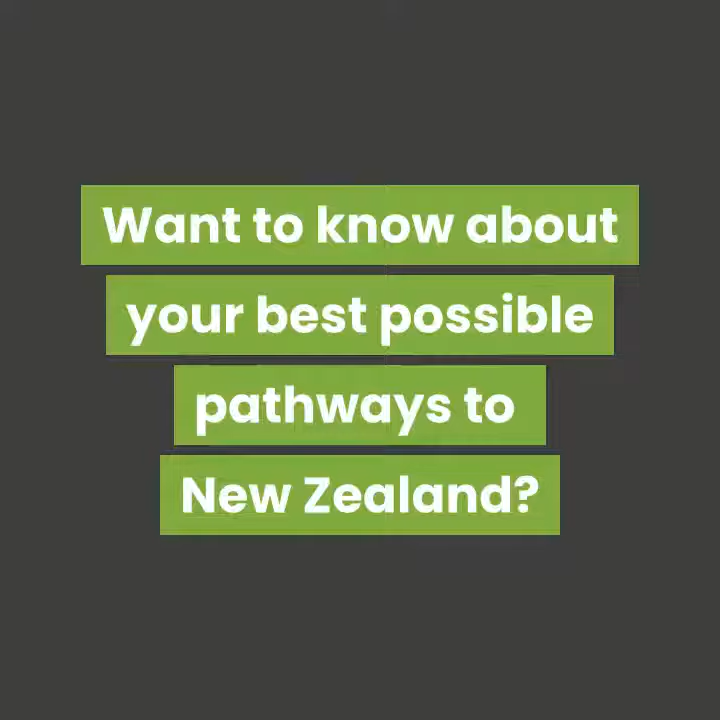 Want to know about
your best possible
pathways to
New Zealand?